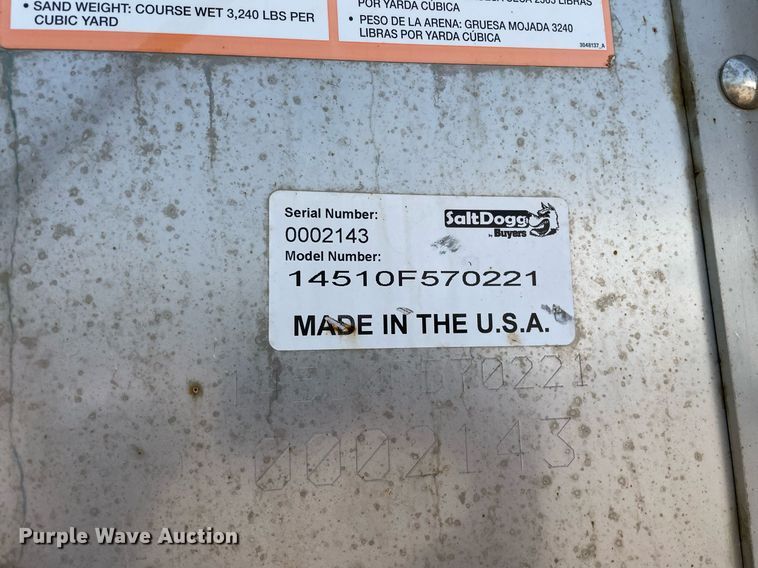 • SAND WEIGHT: COURSE WET 3,240 LBS PER
CUBIC YARD
POR YARDA CÚBICA
• PESO DE LA ARENA: GRUESA MOJADA 3240
LIBRAS POR YARDA CÚBICA
3048137_A
Serial Number:
0002143
SaltDogg
by Buyers
Model Number:
14510F570221
MADE IN THE U.S.A.
570221
0002143
Purple Wave Auction